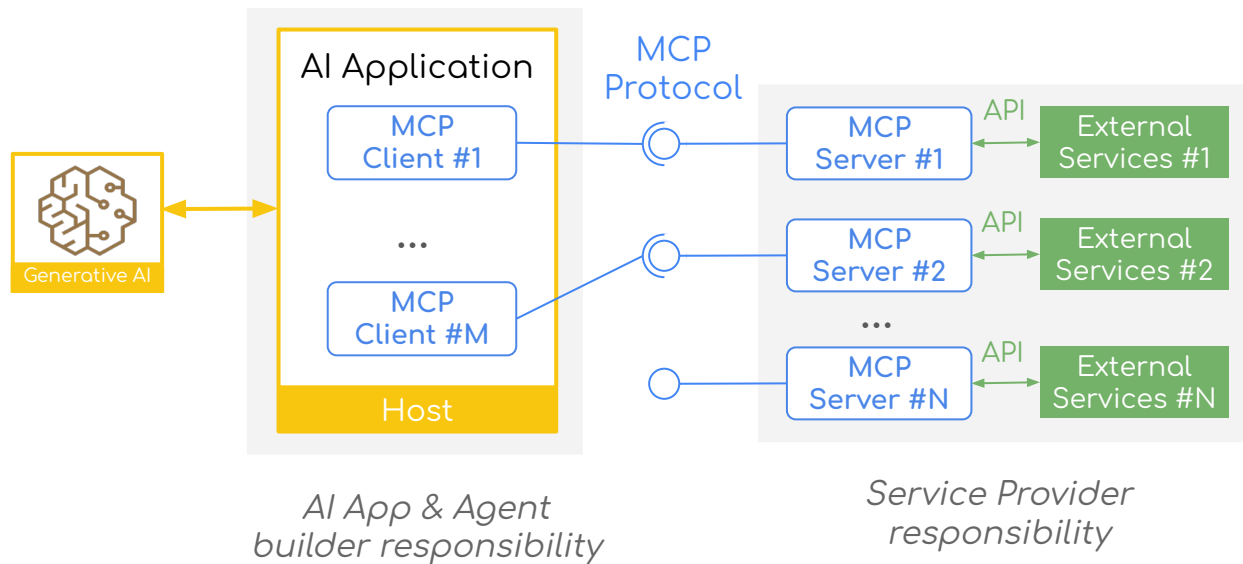 Generative AI
AI Application
MCP
Client #1
...
MCP
Client #M
Host
AI App & Agent
builder responsibility
MCP
Protocol
MCP
Server #1
API
External
Services #1
MCP
Server #2
API
External
Services #2
...
MCP
Server #N
API
External
Services #N
Service Provider
responsibility